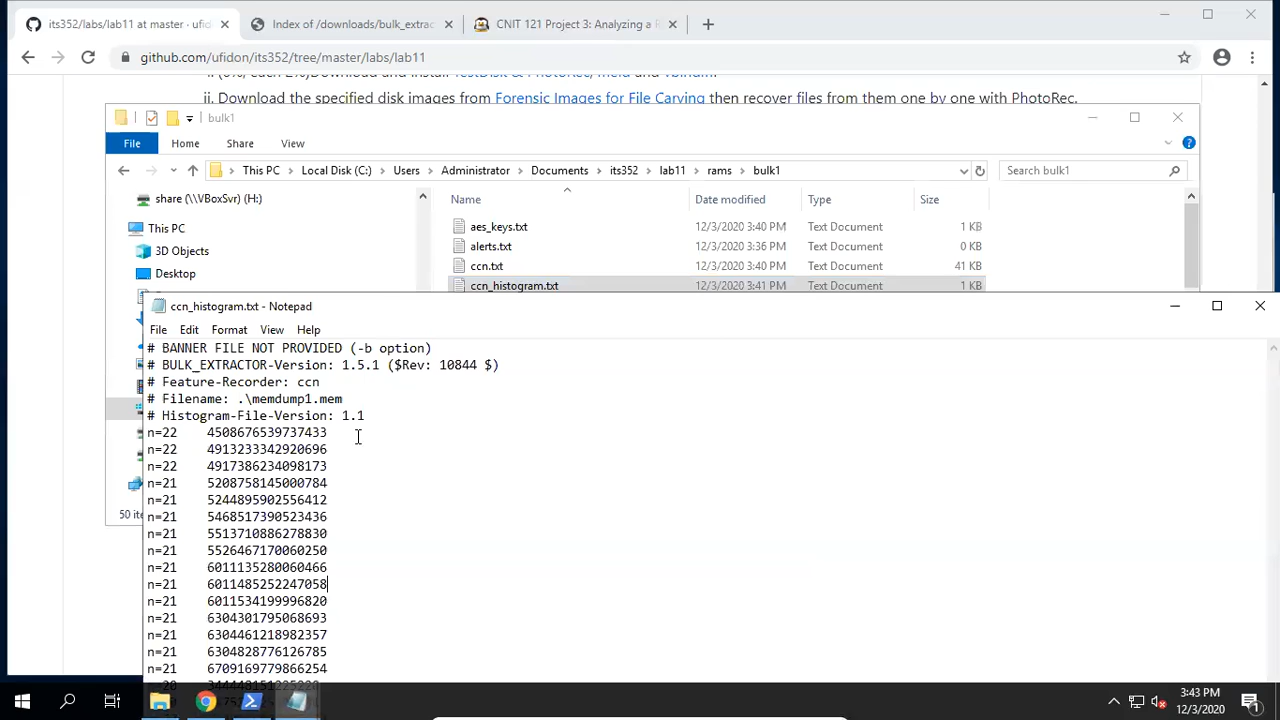 its352/labs/lab11 at master · ufid
Index of /downloads/bulk_extrac
CNIT 121 Project 3: Analyzing a
github.com/ufidon/its352/tree/master/labs/lab11
ii. Download the specified disk images from Forensic Images for File Carving then recover files from them one by one with PhotoRec.
bulk1
File Home Share View
This PC Local Disk (C:) Users Administrator Documents its352 lab11 rams bulk1
Search bulk1
share (\\VBoxSvr) (H:)
This PC
3D Objects
Desktop
Name Date modified Type Size
aes_keys.txt 12/3/2020 3:40 PM Text Document 1 KB
alerts.txt 12/3/2020 3:36 PM Text Document 0 KB
ccn.txt 12/3/2020 3:40 PM Text Document 41 KB
ccn_histogram.txt 12/3/2020 3:41 PM Text Document 1 KB
50 ite
ccn_histogram.txt - Notepad
File Edit Format View Help
# BANNER FILE NOT PROVIDED (-b option)
# BULK_EXTRACTOR-Version: 1.5.1 ($Rev: 10844 $)
# Feature-Recorder: ccn
# Filename: .\memdump1.mem
# Histogram-File-Version: 1.1
n=22 4508676539737433
n=22 4913233342920696
n=22 4917386234098173
n=21 5208758145000784
n=21 5244895902556412
n=21 5468517390523436
n=21 5513710886278830
n=21 5526467170060250
n=21 6011135280060466
n=21 6011485252247058
n=21 6011534199996820
n=21 6304301795068693
n=21 6304461218982357
n=21 6304828776126785
n=21 6709169779866254
3:43 PM
12/3/2020
1